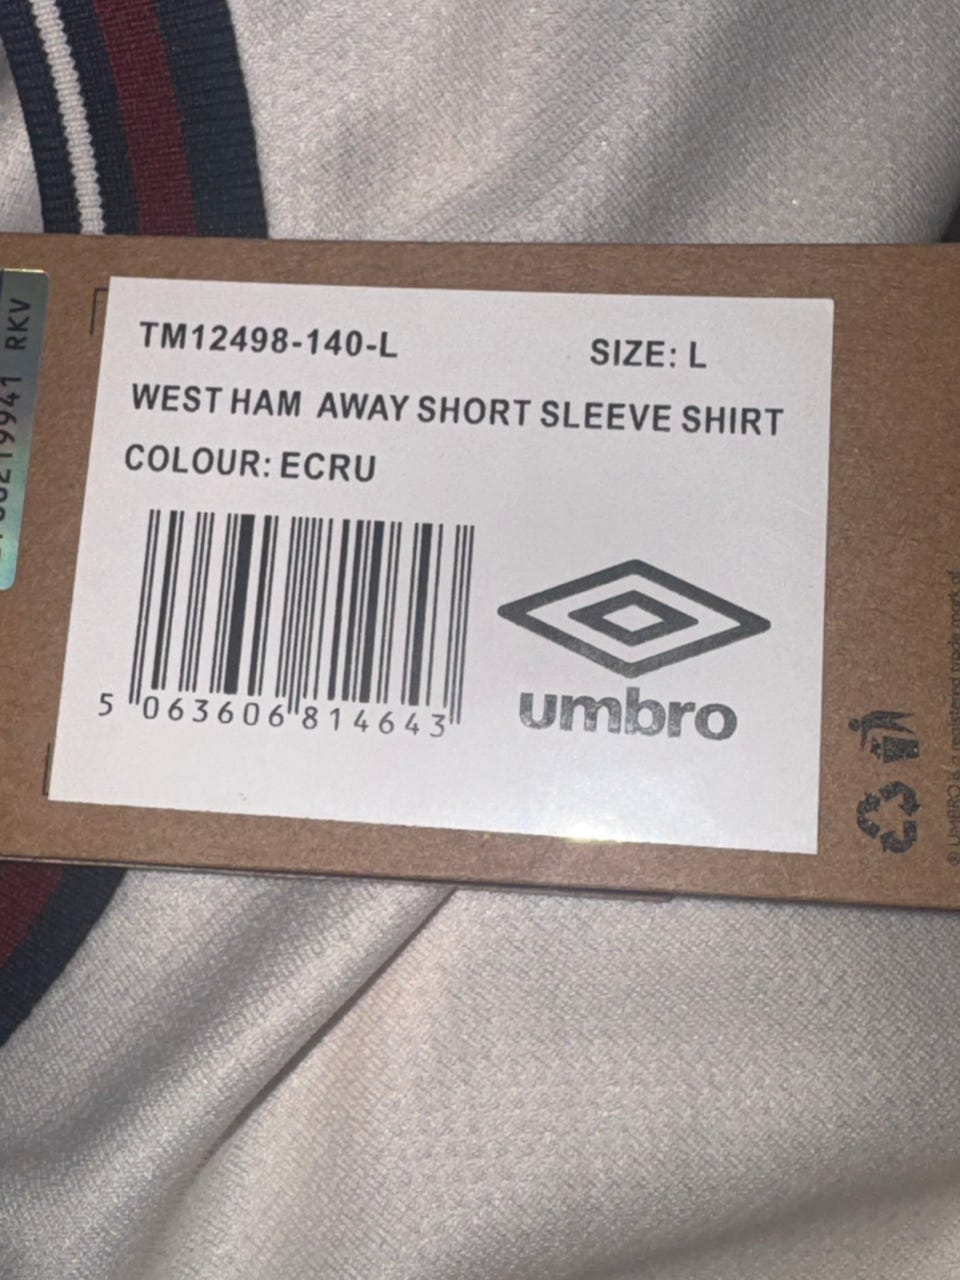 TM12498-140-L SIZE: L
WEST HAM AWAY SHORT SLEEVE SHIRT
COLOUR: ECRU
5 063606 814643
umbro
RKV